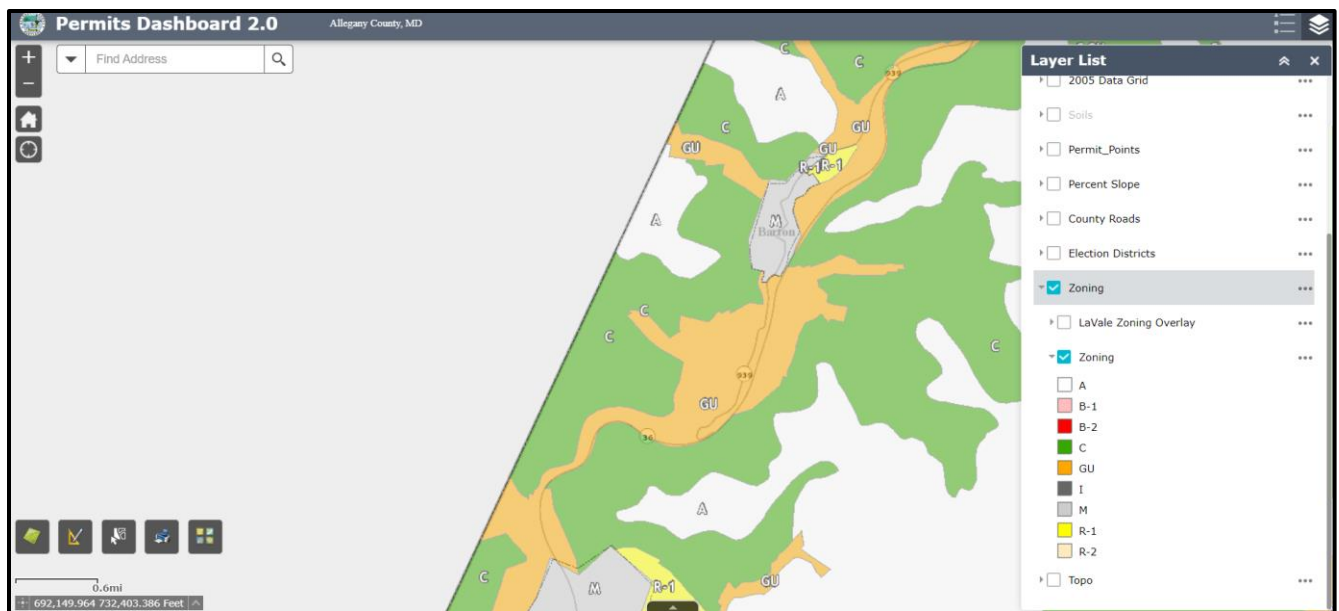 Permits Dashboard 2.0 Allegany County, MD
Find Address
Layer List
2005 Data Grid
Soils
Permit_Points
Percent Slope
County Roads
Election Districts
Zoning
LaVale Zoning Overlay
Zoning
A
B-1
B-2
C
GU
I
M
R-1
R-2
Topo
C
C
GU
C
939
A
C
GU
GU
GU
R-1
R-1
A
M
Barton
C
C
C
939
GU
36
A
C
M
R-1
GU
0.6mi
692,149.964 732,403.386 Feet